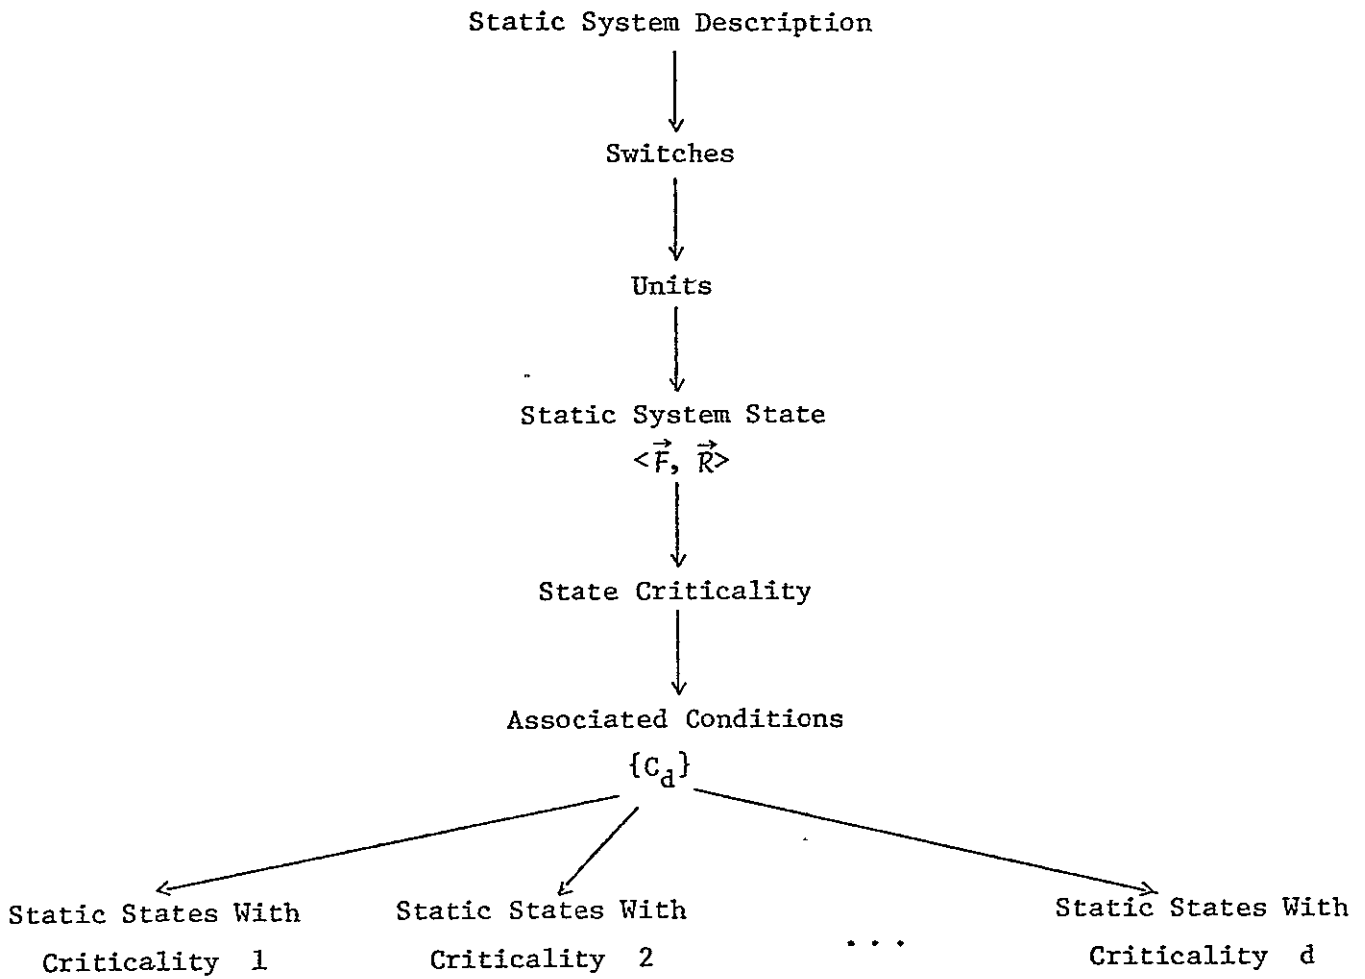 Static System Description
Switches
Units
Static System State
<F⃗, R⃗>
State Criticality
Associated Conditions
{C_d}
Static States With
Criticality 1
Static States With
Criticality 2
...
Static States With
Criticality d